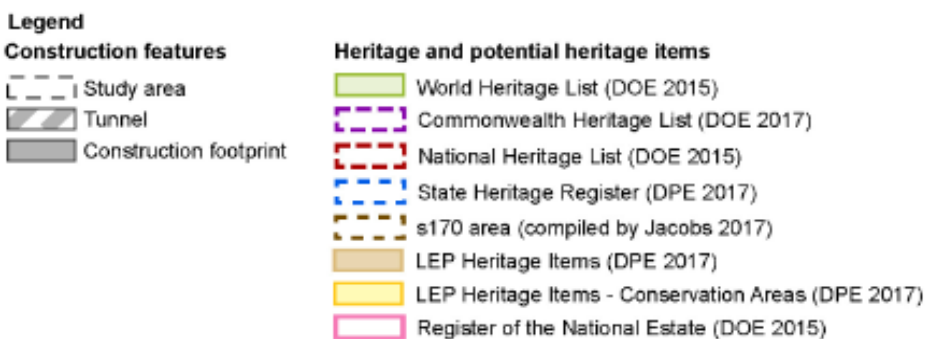 Legend
Construction features
Study area
Tunnel
Construction footprint
Heritage and potential heritage items
World Heritage List (DOE 2015)
Commonwealth Heritage List (DOE 2017)
National Heritage List (DOE 2015)
State Heritage Register (DPE 2017)
s170 area (compiled by Jacobs 2017)
LEP Heritage Items (DPE 2017)
LEP Heritage Items - Conservation Areas (DPE 2017)
Register of the National Estate (DOE 2015)